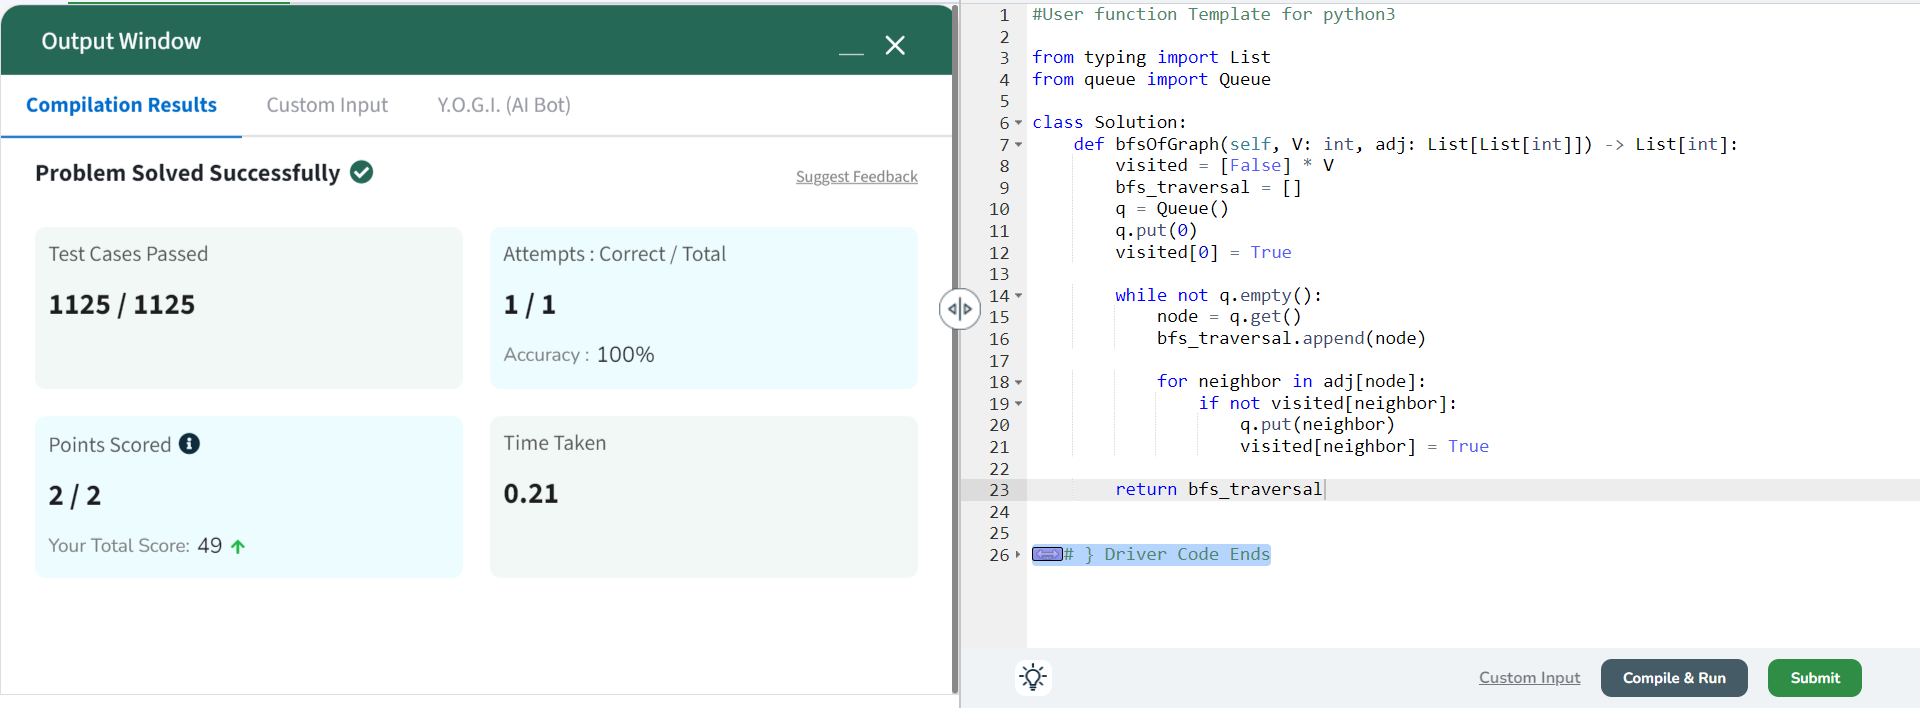 Output Window
Compilation Results
Custom Input
Y.O.G.I. (AI Bot)
Problem Solved Successfully
Suggest Feedback
Test Cases Passed
1125 / 1125
Attempts : Correct / Total
1 / 1
Accuracy : 100%
Points Scored
2 / 2
Your Total Score: 49
Time Taken
0.21
1 #User function Template for python3
2
3 from typing import List
4 from queue import Queue
5
6 class Solution:
7     def bfsOfGraph(self, V: int, adj: List[List[int]]) -> List[int]:
8         visited = [False] * V
9         bfs_traversal = []
10         q = Queue()
11         q.put(0)
12         visited[0] = True
13
14         while not q.empty():
15             node = q.get()
16             bfs_traversal.append(node)
17
18             for neighbor in adj[node]:
19                 if not visited[neighbor]:
20                     q.put(neighbor)
21                     visited[neighbor] = True
22
23         return bfs_traversal
24
25
26 # } Driver Code Ends
Custom Input
Compile & Run
Submit